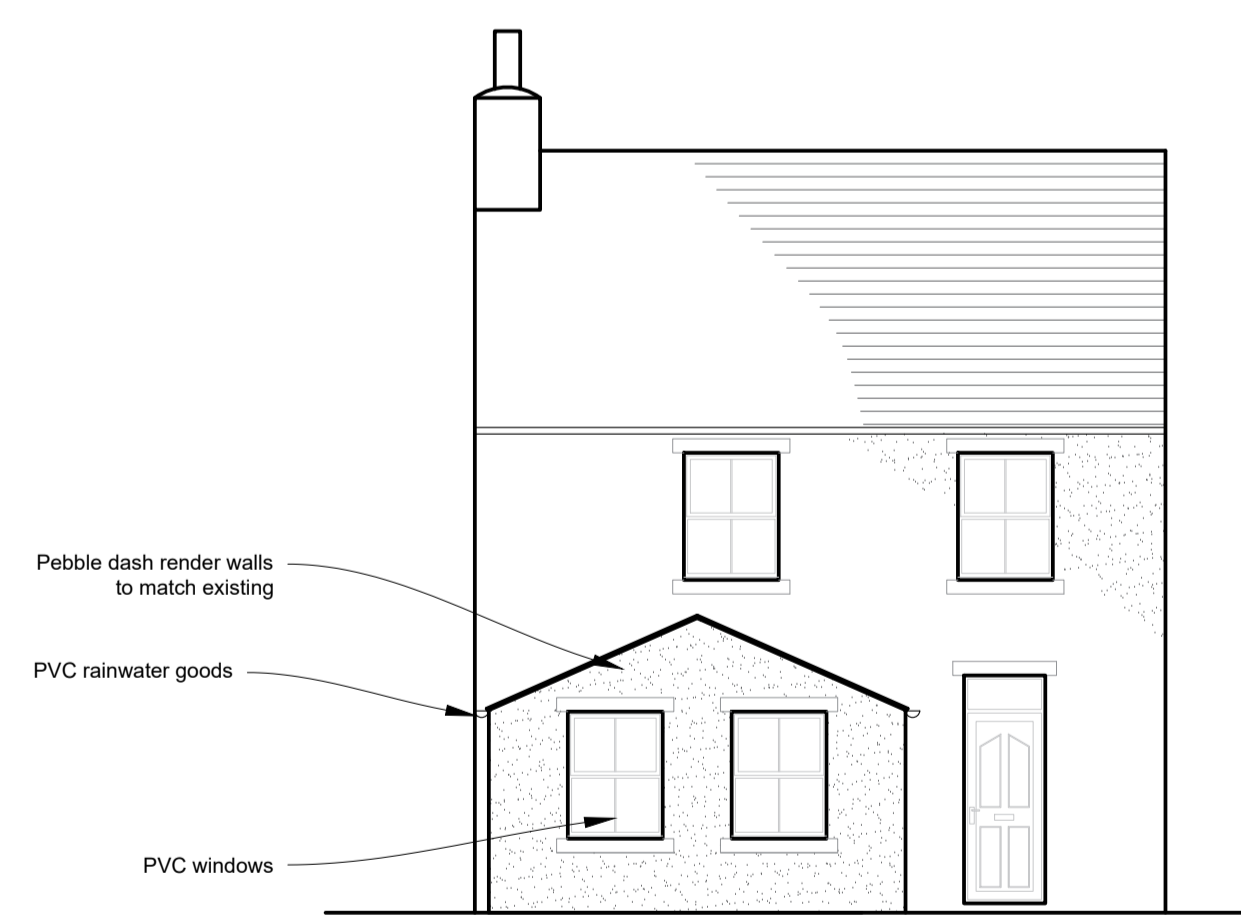 Pebble dash render walls
to match existing
PVC rainwater goods
PVC windows